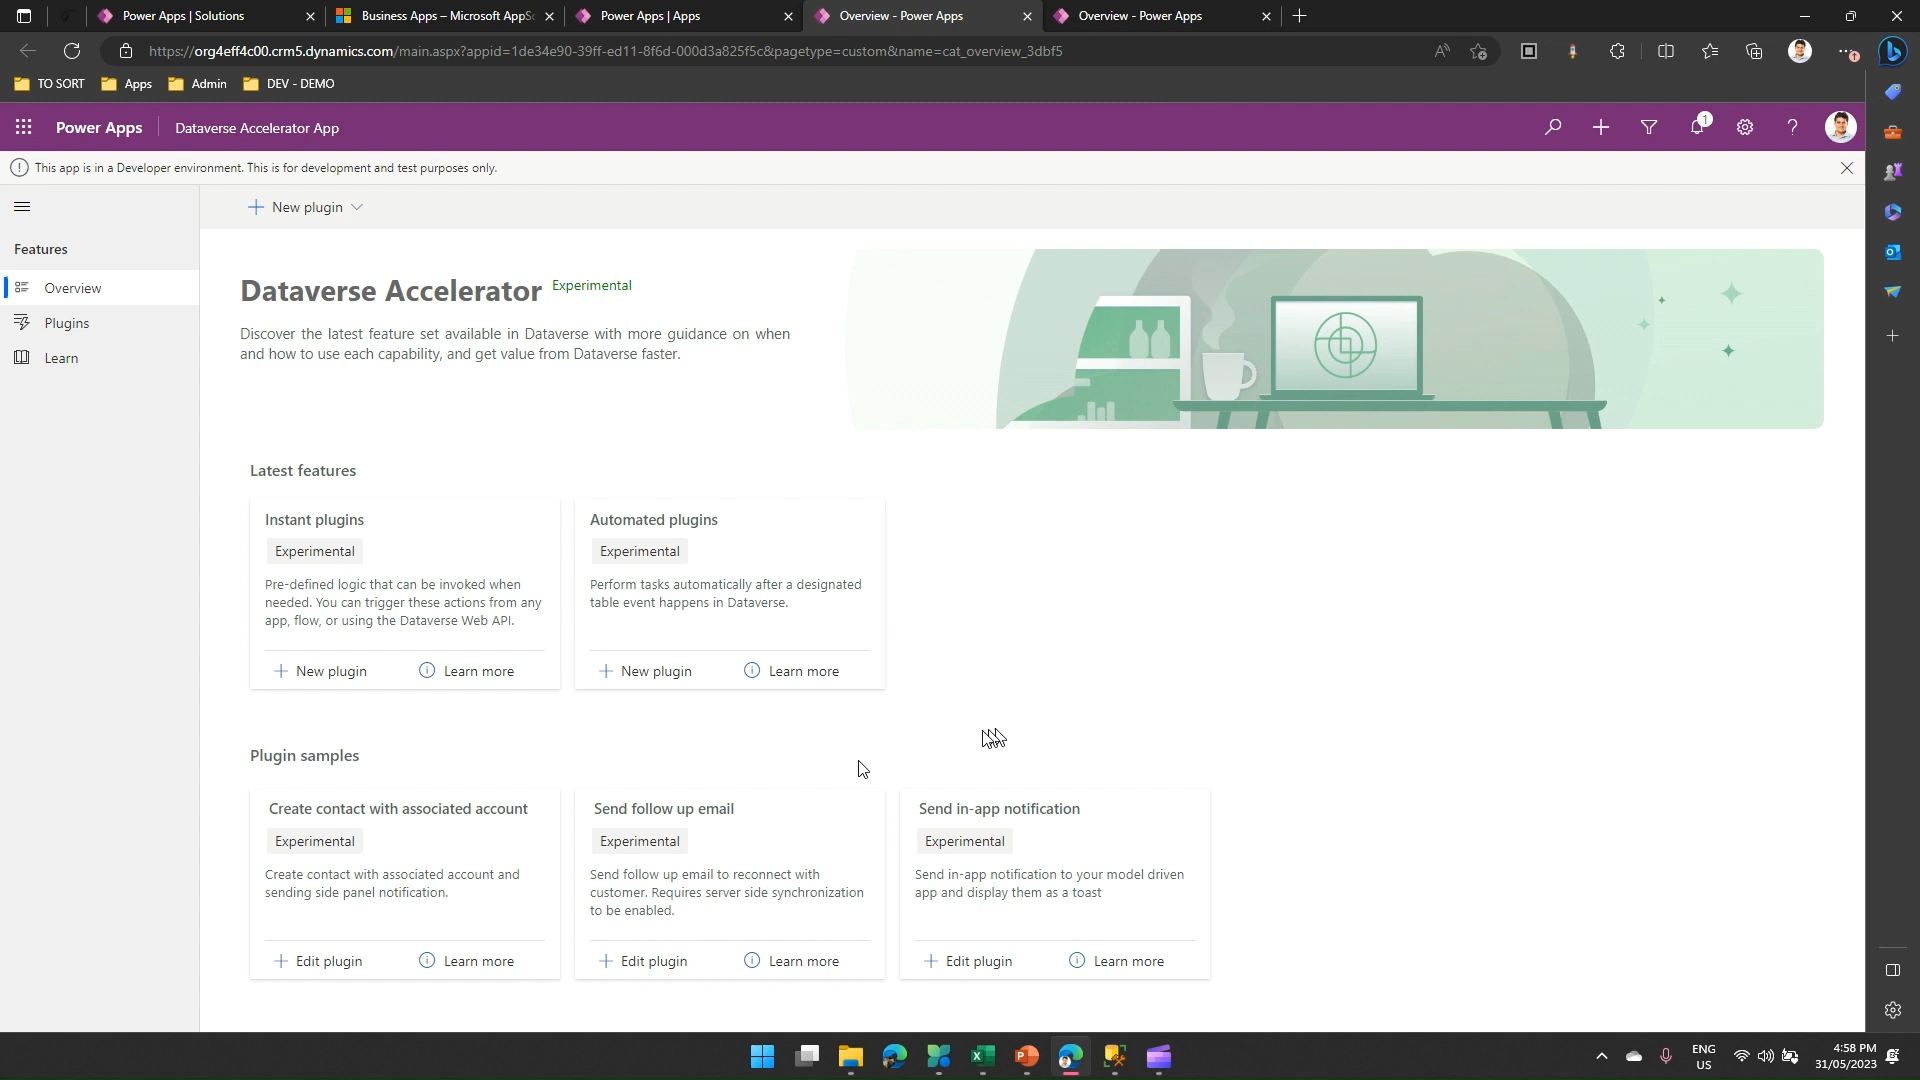 Power Apps | Solutions
Business Apps – Microsoft AppSo
Power Apps | Apps
Overview - Power Apps
Overview - Power Apps
https://org4eff4c00.crm5.dynamics.com/main.aspx?appid=1de34e90-39ff-ed11-8f6d-000d3a825f5c&pagetype=custom&name=cat_overview_3dbf5
TO SORT
Apps
Admin
DEV - DEMO
Power Apps
Dataverse Accelerator App
1
This app is in a Developer environment. This is for development and test purposes only.
New plugin
Features
Overview
Plugins
Learn
Dataverse Accelerator Experimental
Discover the latest feature set available in Dataverse with more guidance on when
and how to use each capability, and get value from Dataverse faster.
Latest features
Instant plugins
Experimental
Pre-defined logic that can be invoked when
needed. You can trigger these actions from any
app, flow, or using the Dataverse Web API.
New plugin
Learn more
Automated plugins
Experimental
Perform tasks automatically after a designated
table event happens in Dataverse.
New plugin
Learn more
Plugin samples
Create contact with associated account
Experimental
Create contact with associated account and
sending side panel notification.
Edit plugin
Learn more
Send follow up email
Experimental
Send follow up email to reconnect with
customer. Requires server side synchronization
to be enabled.
Edit plugin
Learn more
Send in-app notification
Experimental
Send in-app notification to your model driven
app and display them as a toast
Edit plugin
Learn more
ENG
US
4:58 PM
31/05/2023